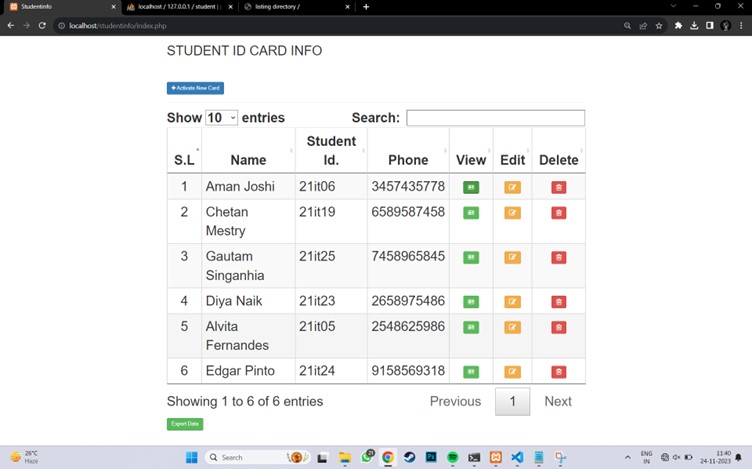 Studentinfo
localhost / 127.0.0.1 / student |
listing directory /
localhost/studentinfo/index.php
STUDENT ID CARD INFO
Activate New Card
Show 10 entries Search:
S.L Name Student Id. Phone View Edit Delete
1 Aman Joshi 21it06 3457435778
2 Chetan Mestry 21it19 6589587458
3 Gautam Singanhia 21it25 7458965845
4 Diya Naik 21it23 2658975486
5 Alvita Fernandes 21it05 2548625986
6 Edgar Pinto 21it24 9158569318
Showing 1 to 6 of 6 entries Previous 1 Next
Export Data
26°C
Haze
Search
ENG
IN
11:40
24-11-2023